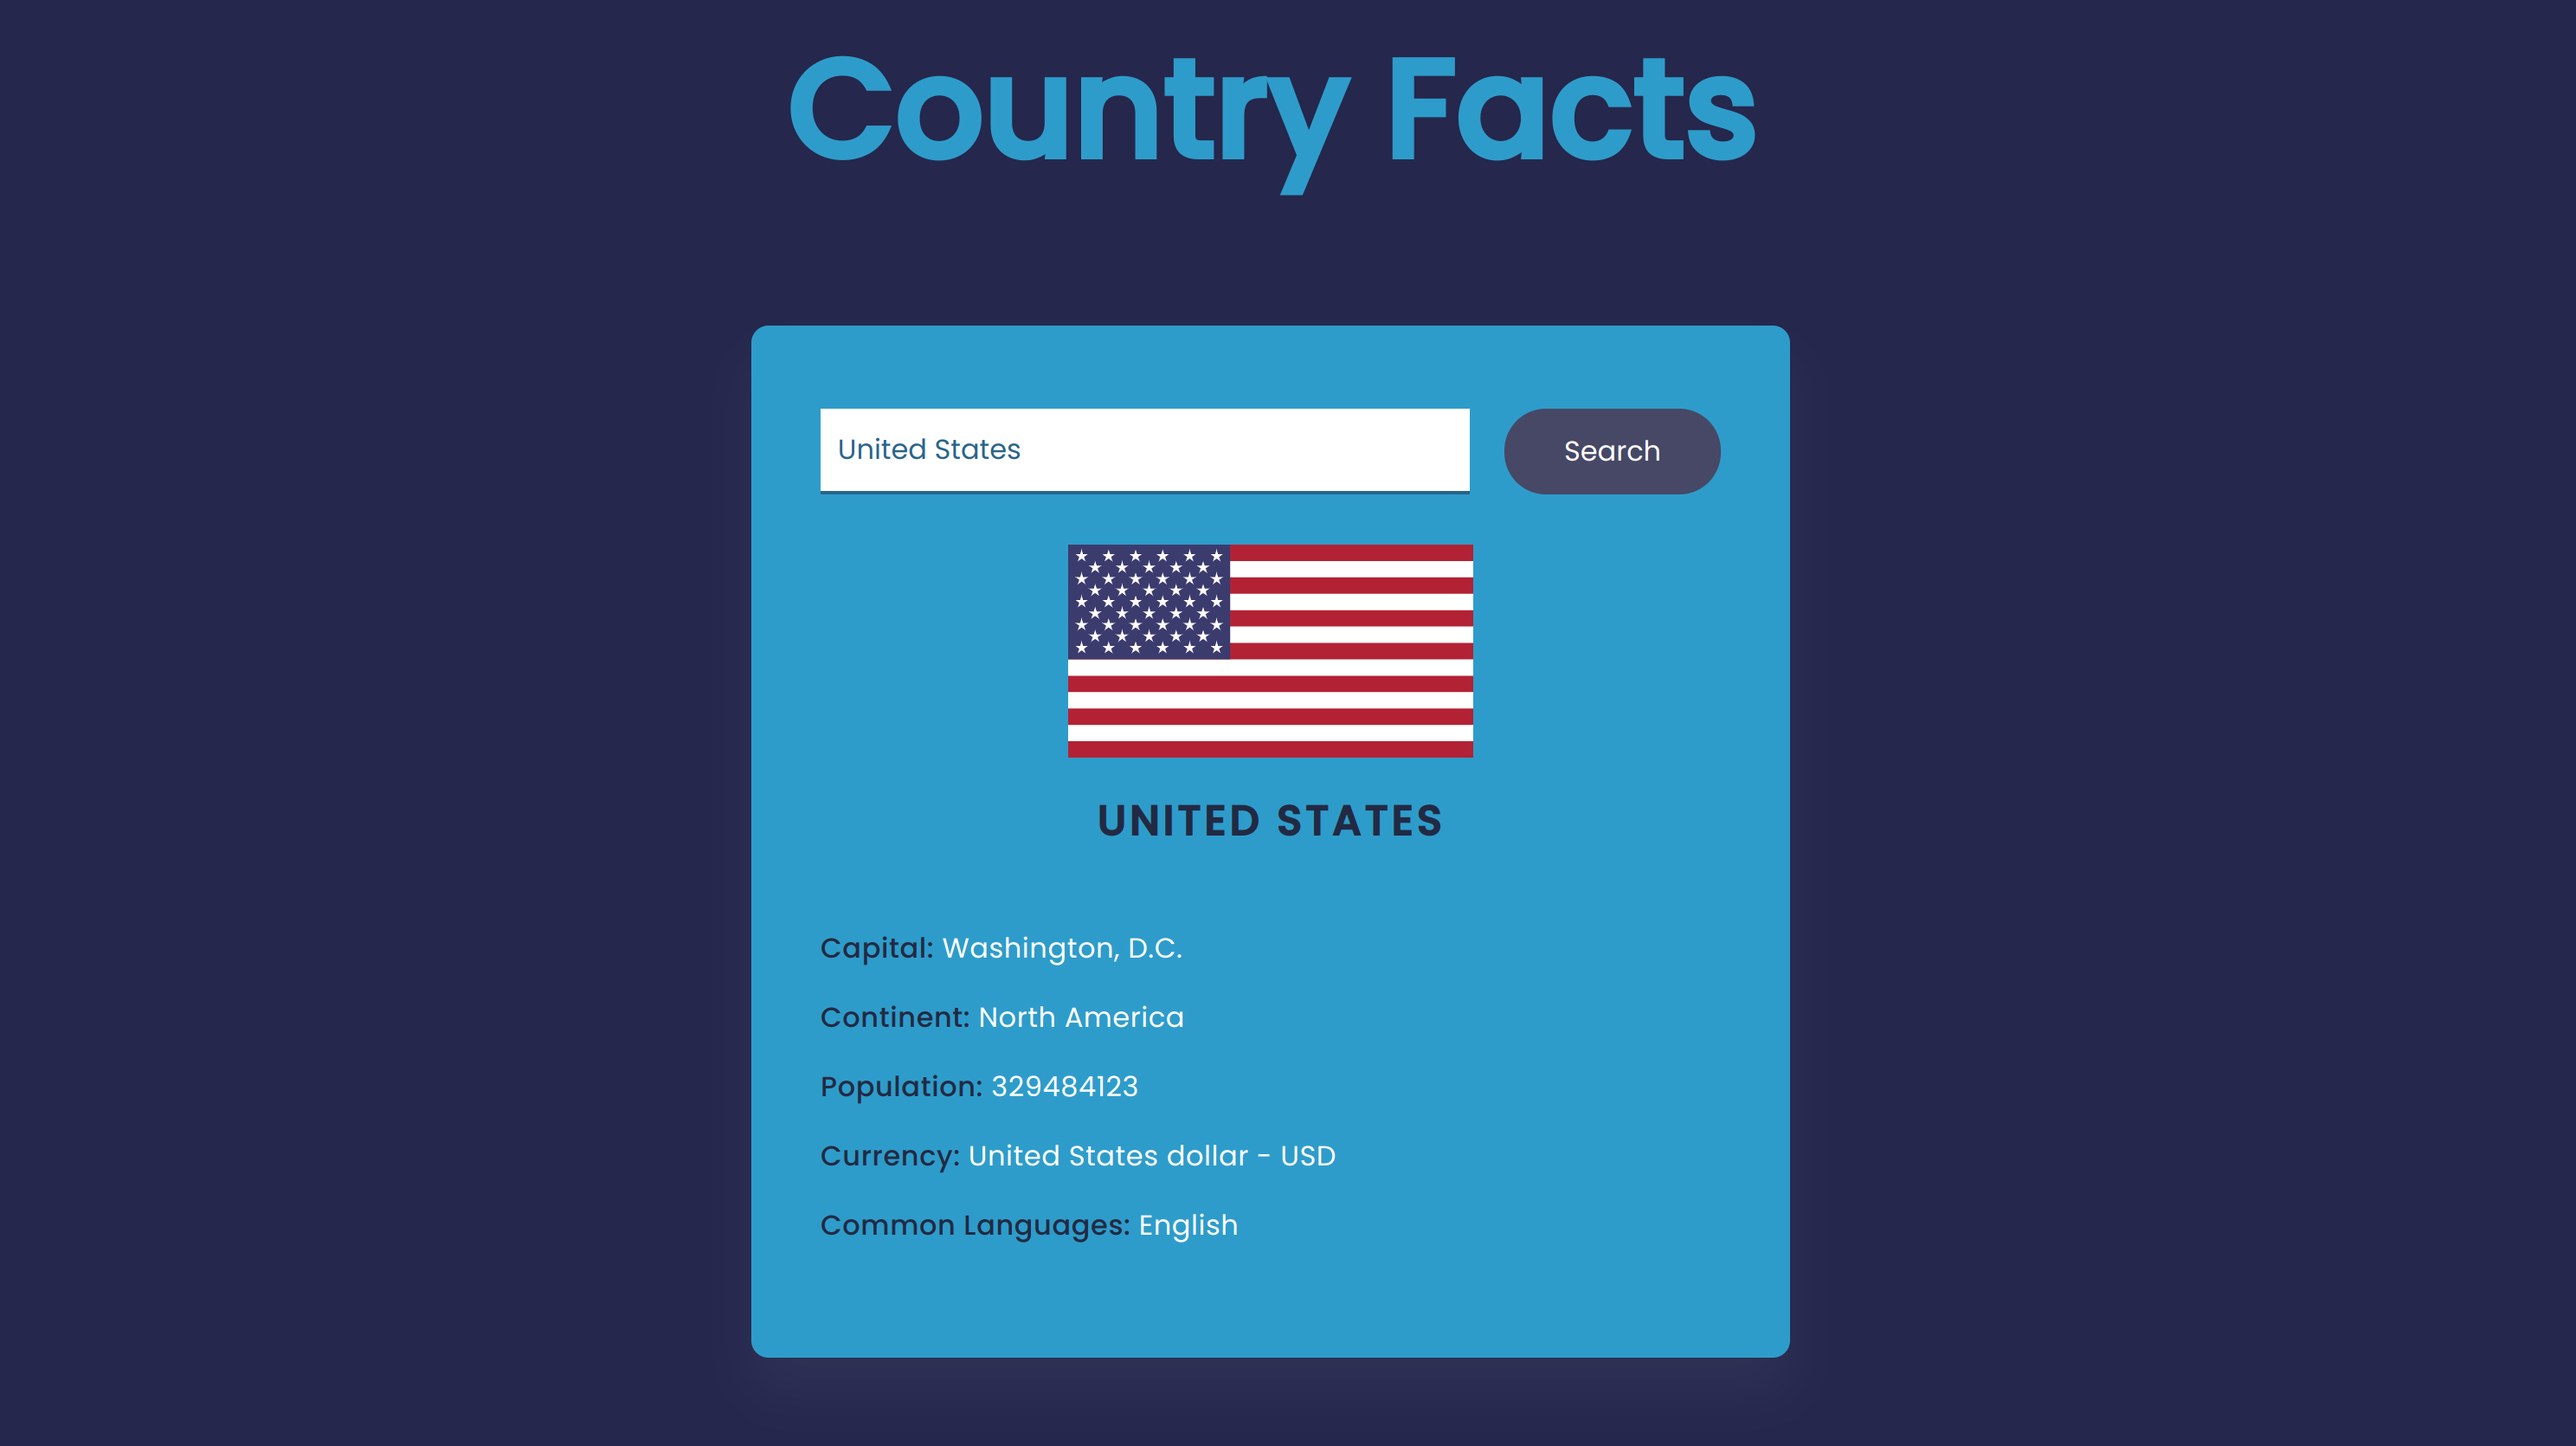 Country Facts
United States
Search
UNITED STATES
Capital: Washington, D.C.
Continent: North America
Population: 329484123
Currency: United States dollar - USD
Common Languages: English